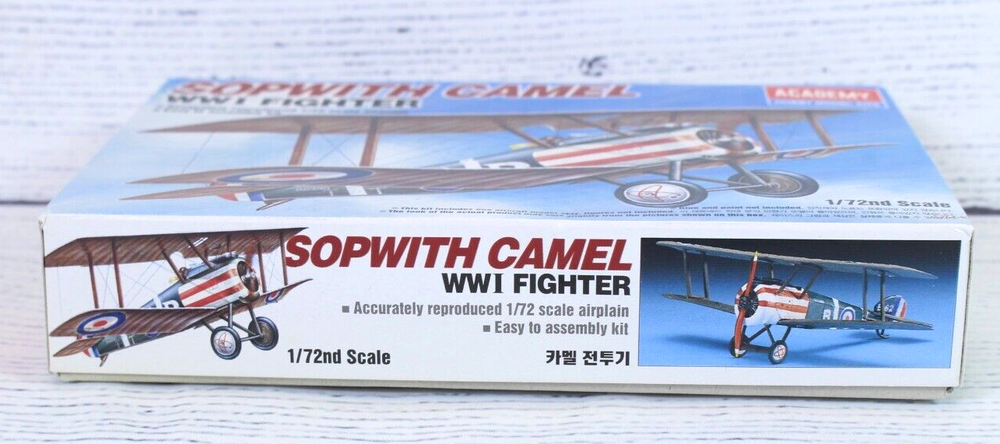 SOPWITH CAMEL
WWI FIGHTER
ACADEMY
1/72nd Scale
SOPWITH CAMEL
WWI FIGHTER
■ Accurately reproduced 1/72 scale airplain
■ Easy to assembly kit
1/72nd Scale
카멜 전투기
B